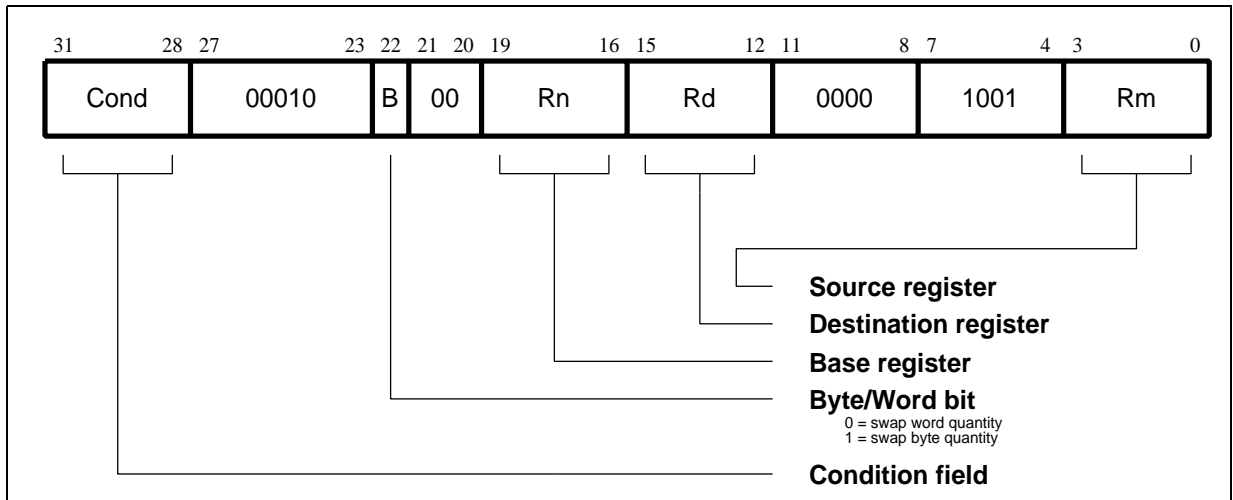 31 28 27 23 22 21 20 19 16 15 12 11 8 7 4 3 0
Cond 00010 B 00 Rn Rd 0000 1001 Rm
Source register
Destination register
Base register
Byte/Word bit
0 = swap word quantity
1 = swap byte quantity
Condition field